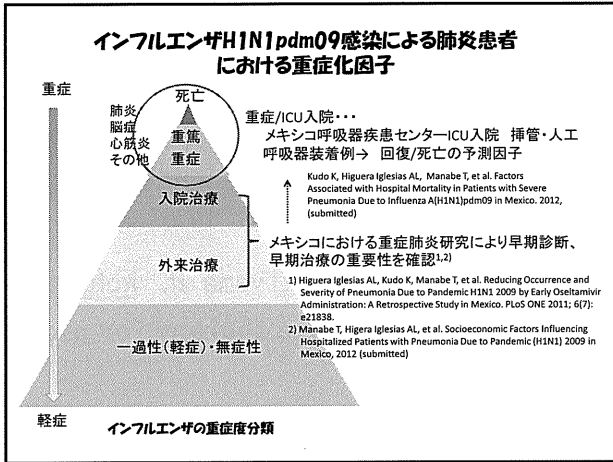 インフルエンザH1N1pdm09感染による肺炎患者
における重症化因子
重症
肺炎
脳症
心筋炎
その他
死亡
重篤
重症
入院治療
外来治療
一過性(軽症)・無症性
軽症
重症/ICU入院・・・
メキシコ呼吸器疾患センターICU入院 挿管・人工
呼吸器装着例→ 回復/死亡の予測因子
Kudo K, Higuera Iglesias AL, Manabe T, et al. Factors
Associated with Hospital Mortality in Patients with Severe
Pneumonia Due to Influenza A(H1N1)pdm09 in Mexico. 2012,
(submitted)
メキシコにおける重症肺炎研究により早期診断、
早期治療の重要性を確認1,2)
1) Higuera Iglesias AL, Kudo K, Manabe T, et al. Reducing Occurrence and
Severity of Pneumonia Due to Pandemic H1N1 2009 by Early Oseltamivir
Administration: A Retrospective Study in Mexico. PLoS ONE 2011; 6(7):
e21838.
2) Manabe T, Higera Iglesias AL, et al. Socioeconomic Factors Influencing
Hospitalized Patients with Pneumonia Due to Pandemic (H1N1) 2009 in
Mexico, 2012 (submitted)
インフルエンザの重症度分類